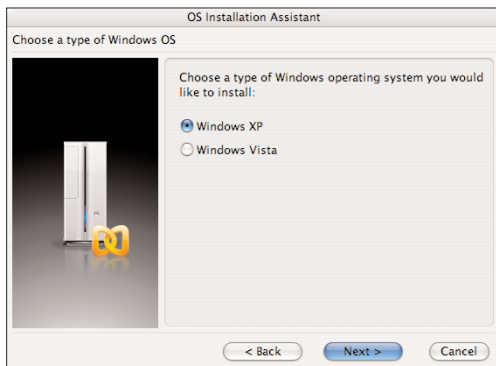 OS Installation Assistant
Choose a type of Windows OS
Choose a type of Windows operating system you would
like to install:
Windows XP
Windows Vista
< Back
Next >
Cancel